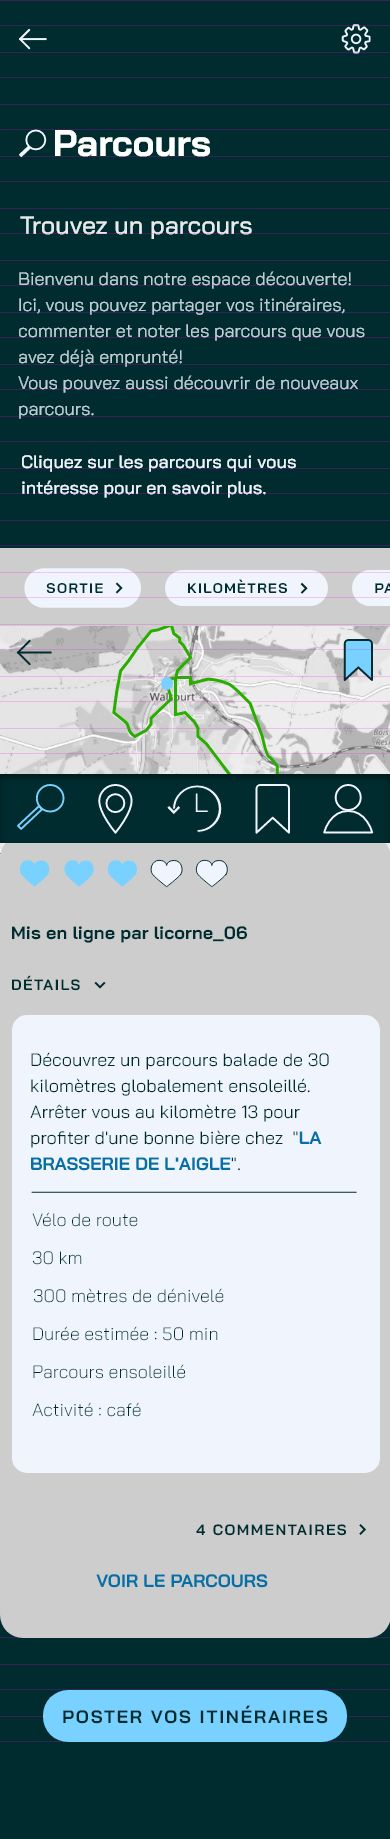 Parcours
Trouvez un parcours
Bienvenu dans notre espace découverte!
Ici, vous pouvez partager vos itinéraires,
commenter et noter les parcours que vous
avez déjà emprunté!
Vous pouvez aussi découvrir de nouveaux
parcours.
Cliquez sur les parcours qui vous
intéresse pour en savoir plus.
SORTIE
KILOMÈTRES
Mis en ligne par licorne_06
DÉTAILS
Découvrez un parcours balade de 30
kilomètres globalement ensoleillé.
Arrêter vous au kilomètre 13 pour
profiter d'une bonne bière chez "LA
BRASSERIE DE L'AIGLE".
Vélo de route
30 km
300 mètres de dénivelé
Durée estimée : 50 min
Parcours ensoleillé
Activité : café
4 COMMENTAIRES
VOIR LE PARCOURS
POSTER VOS ITINÉRAIRES